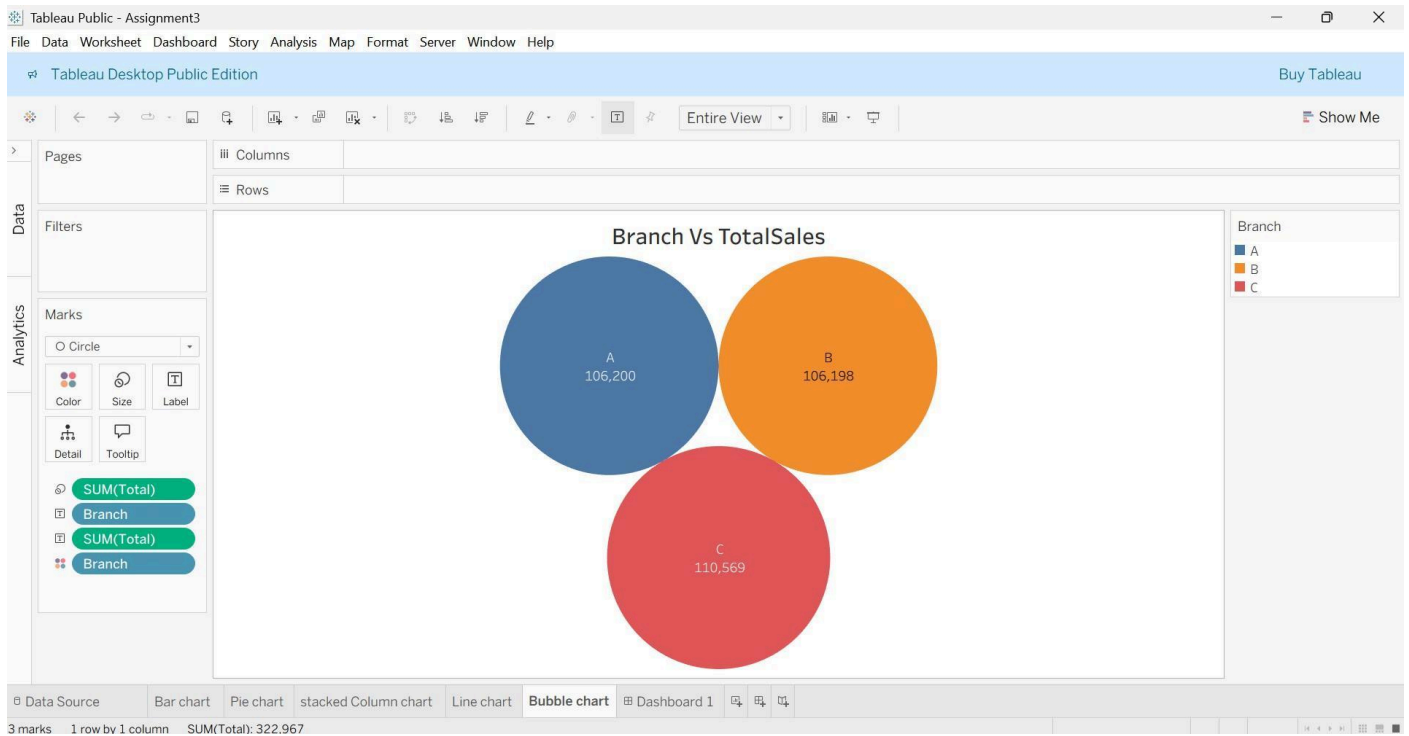 Tableau Public - Assignment3
File Data Worksheet Dashboard Story Analysis Map Format Server Window Help
Tableau Desktop Public Edition
Buy Tableau
Entire View
Show Me
Pages
Columns
Rows
Data
Analytics
Filters
Marks
Circle
Color Size Label
Detail Tooltip
SUM(Total)
Branch
SUM(Total)
Branch
Branch Vs TotalSales
A
106,200
B
106,198
C
110,569
Branch
A
B
C
Data Source Bar chart Pie chart stacked Column chart Line chart Bubble chart Dashboard 1
3 marks 1 row by 1 column SUM(Total): 322,967